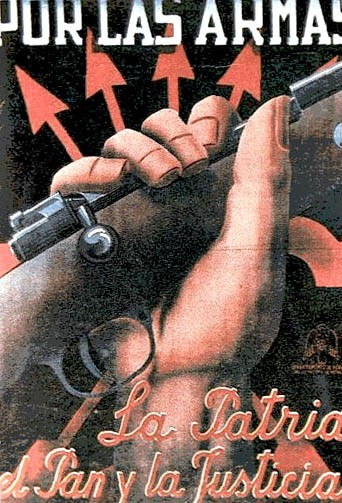 POR LAS ARMAS
La Patria
el Pan y la Justicia